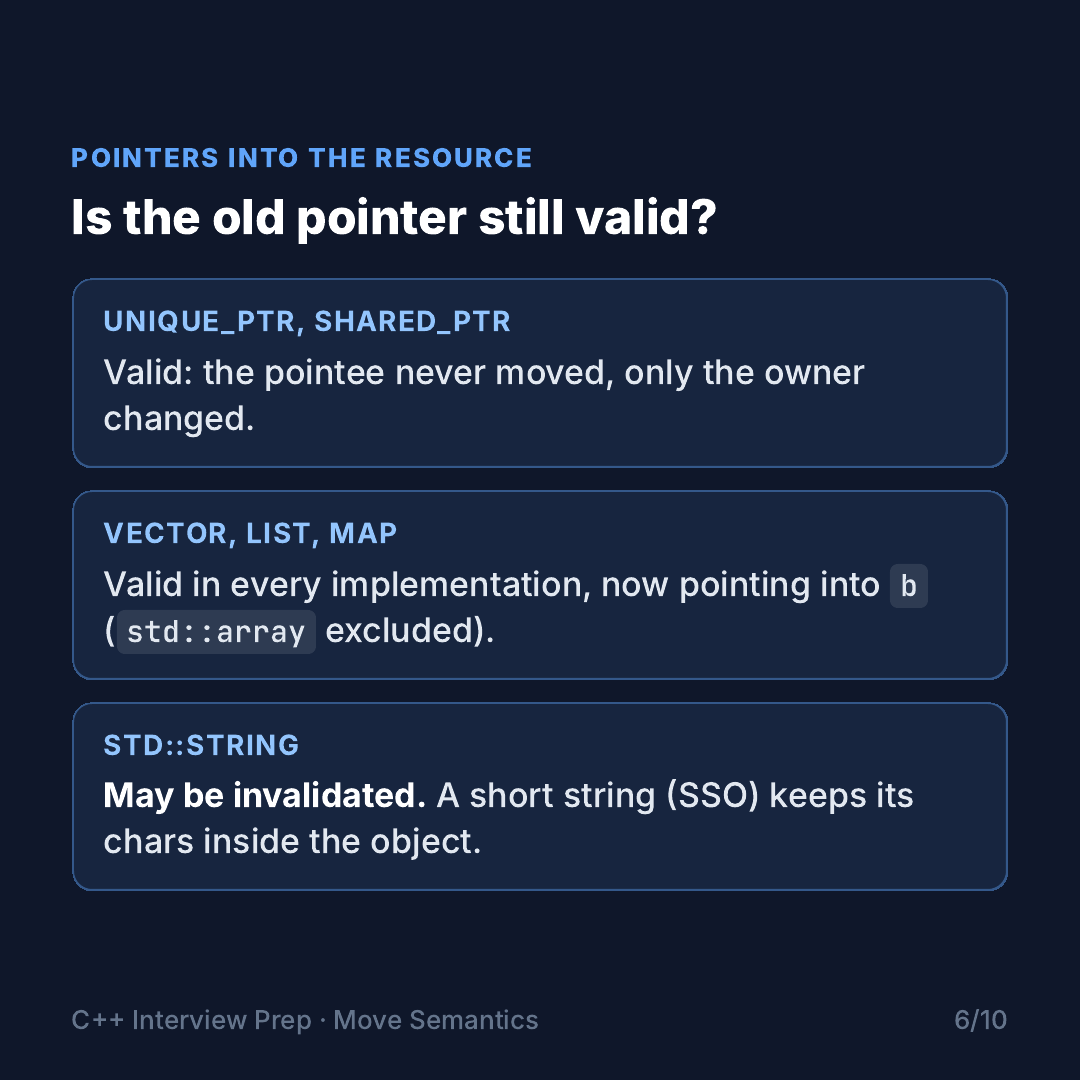 POINTERS INTO THE RESOURCE
Is the old pointer still valid?
UNIQUE_PTR, SHARED_PTR
Valid: the pointee never moved, only the owner
changed.
VECTOR, LIST, MAP
Valid in every implementation, now pointing into b
(std::array excluded).
STD::STRING
May be invalidated. A short string (SSO) keeps its
chars inside the object.
C++ Interview Prep · Move Semantics
6/10